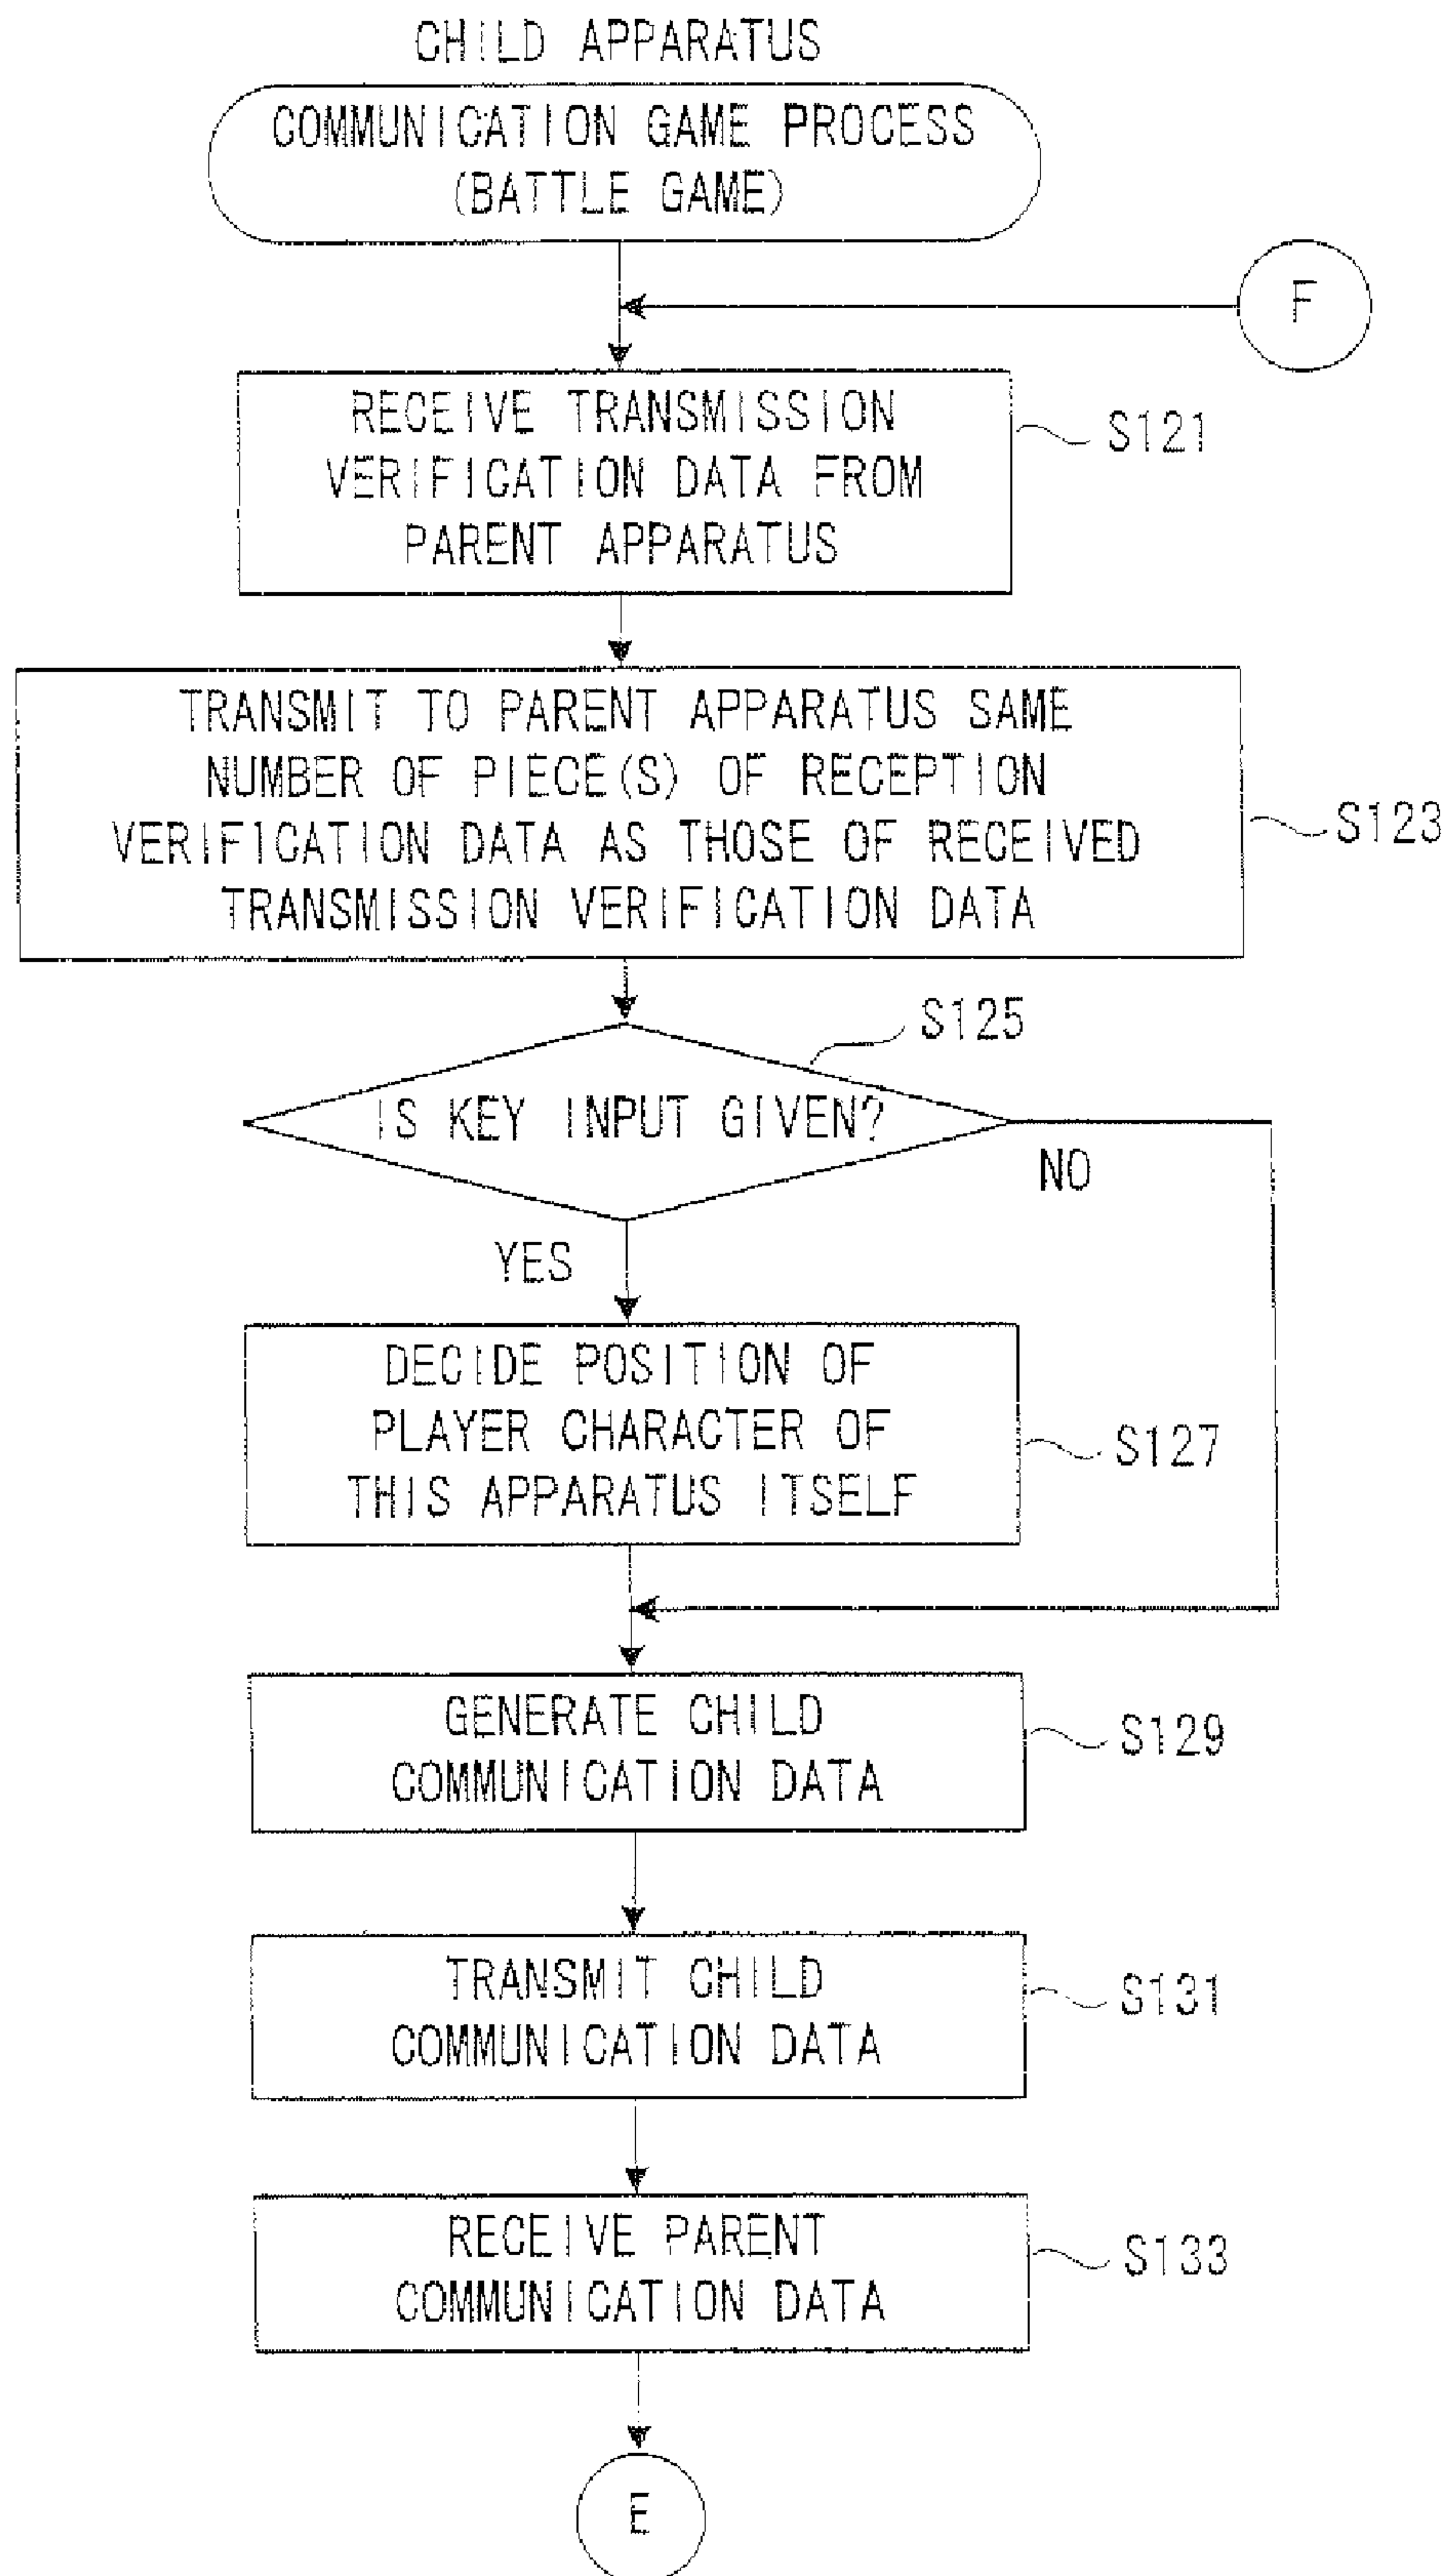 CHILD APPARATUS
COMMUNICATION GAME PROCESS
(BATTLE GAME)
F
RECEIVE TRANSMISSION
VERIFICATION DATA FROM
PARENT APPARATUS
S121
TRANSMIT TO PARENT APPARATUS SAME
NUMBER OF PIECE(S) OF RECEPTION
VERIFICATION DATA AS THOSE OF RECEIVED
TRANSMISSION VERIFICATION DATA
S123
S125
IS KEY INPUT GIVEN?
NO
YES
DECIDE POSITION OF
PLAYER CHARACTER OF
THIS APPARATUS ITSELF
S127
GENERATE CHILD
COMMUNICATION DATA
S129
TRANSMIT CHILD
COMMUNICATION DATA
S131
RECEIVE PARENT
COMMUNICATION DATA
S133
E